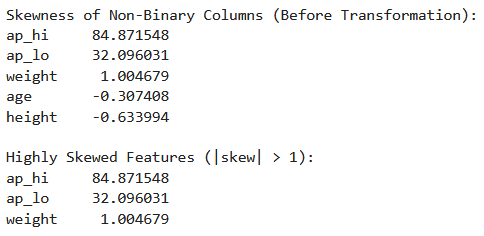 Skewness of Non-Binary Columns (Before Transformation):
ap_hi 84.871548
ap_lo 32.096031
weight 1.004679
age -0.307408
height -0.633994
Highly Skewed Features (|skew| > 1):
ap_hi 84.871548
ap_lo 32.096031
weight 1.004679